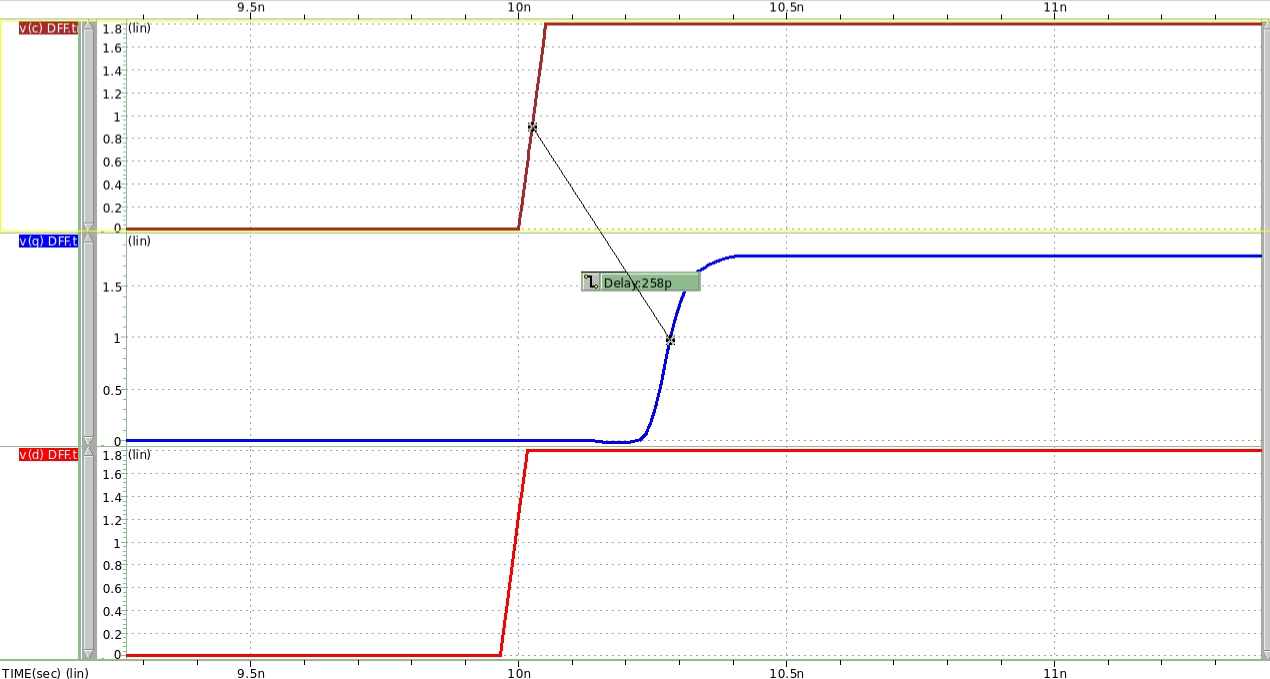 9.5n 10n 10.5n 11n
v(c) DFF.t
1.8 (lin)
1.6
1.4
1.2
1
0.8
0.6
0.4
0.2
0
v(q) DFF.t
(lin)
1.5
Delay:258p
1
0.5
0
v(d) DFF.t
1.8 (lin)
1.6
1.4
1.2
1
0.8
0.6
0.4
0.2
0
TIME(sec) (lin) 9.5n 10n 10.5n 11n